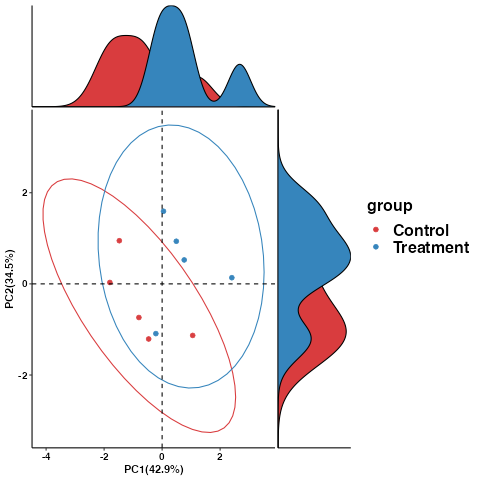 group
Control
Treatment
2
0
-2
PC2(34.5%)
-4
-2
0
2
PC1(42.9%)